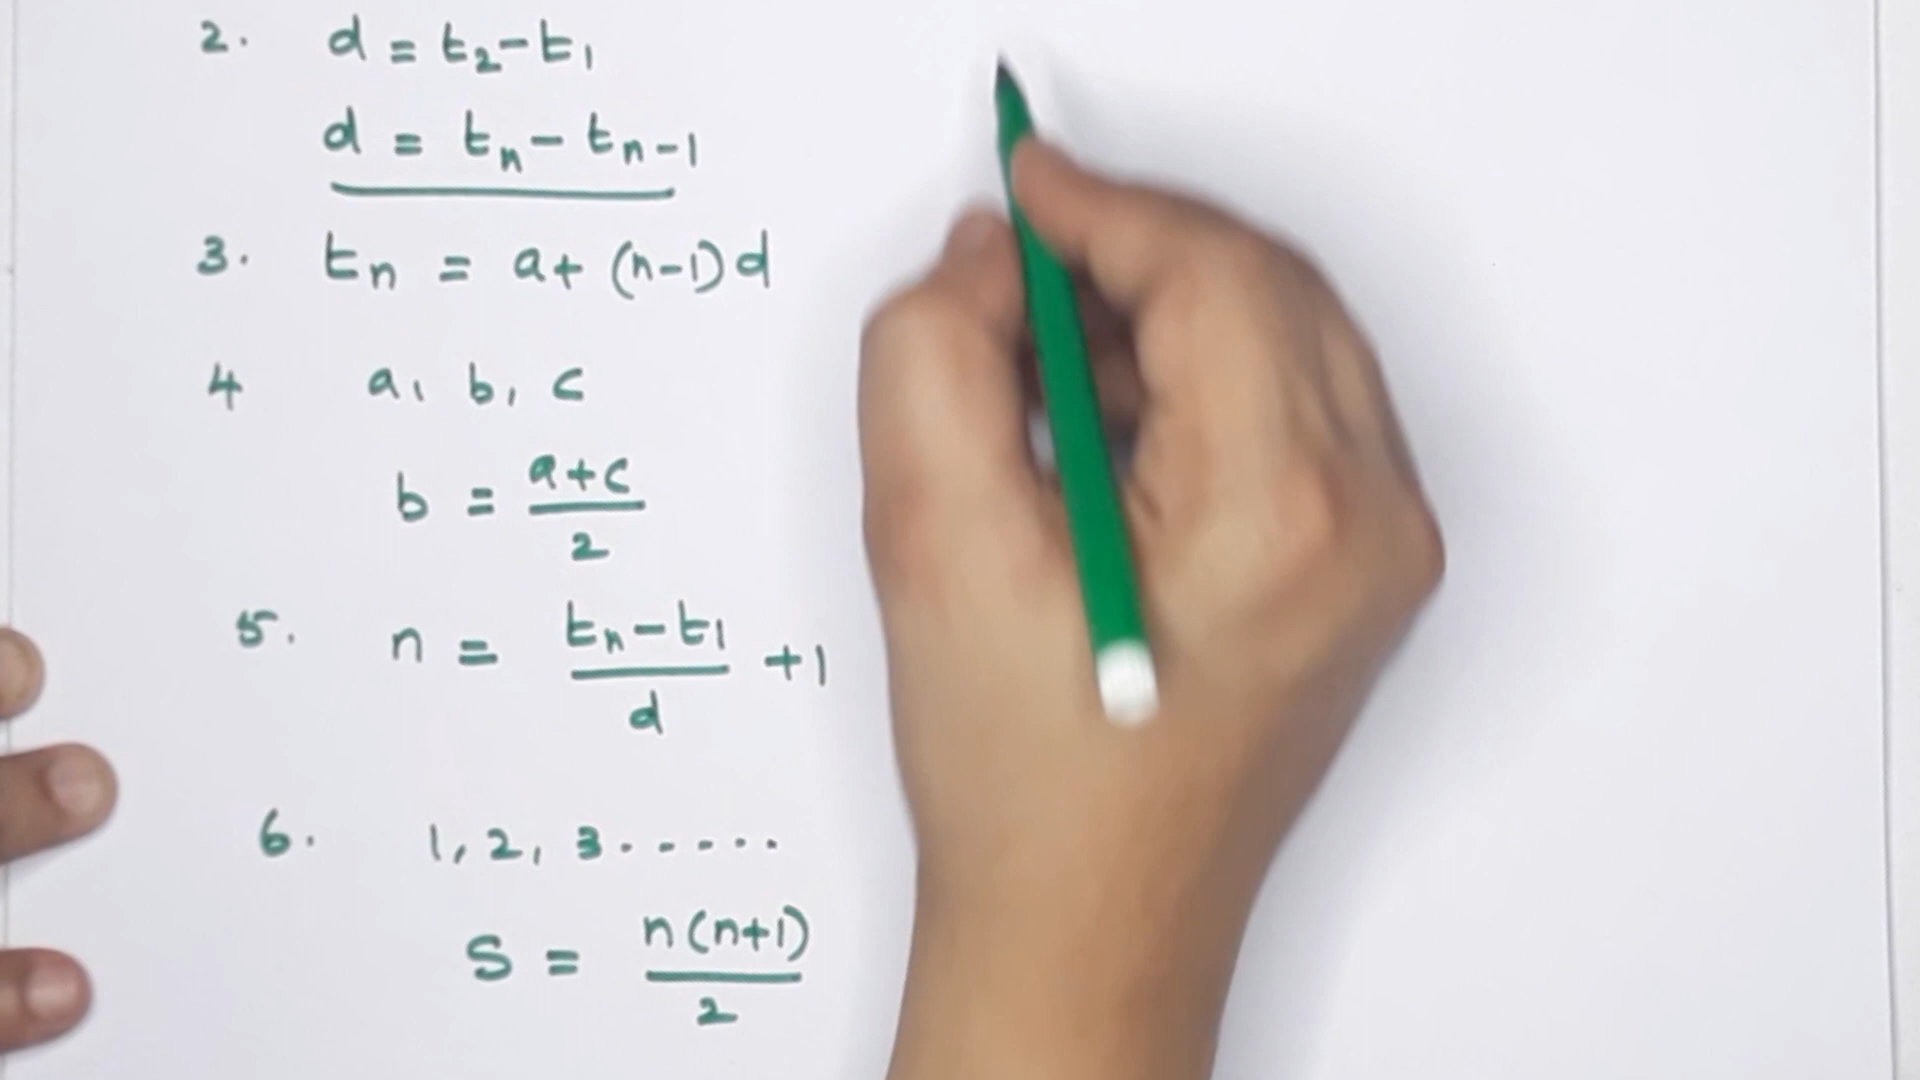 2. d = t₂ - t₁
d = tₙ - tₙ₋₁
3. tₙ = a + (n-1) d
4 a, b, c
b = (a+c)/2
5. n = (tₙ - t₁)/d + 1
6. 1, 2, 3 ......
S = n(n+1)/2